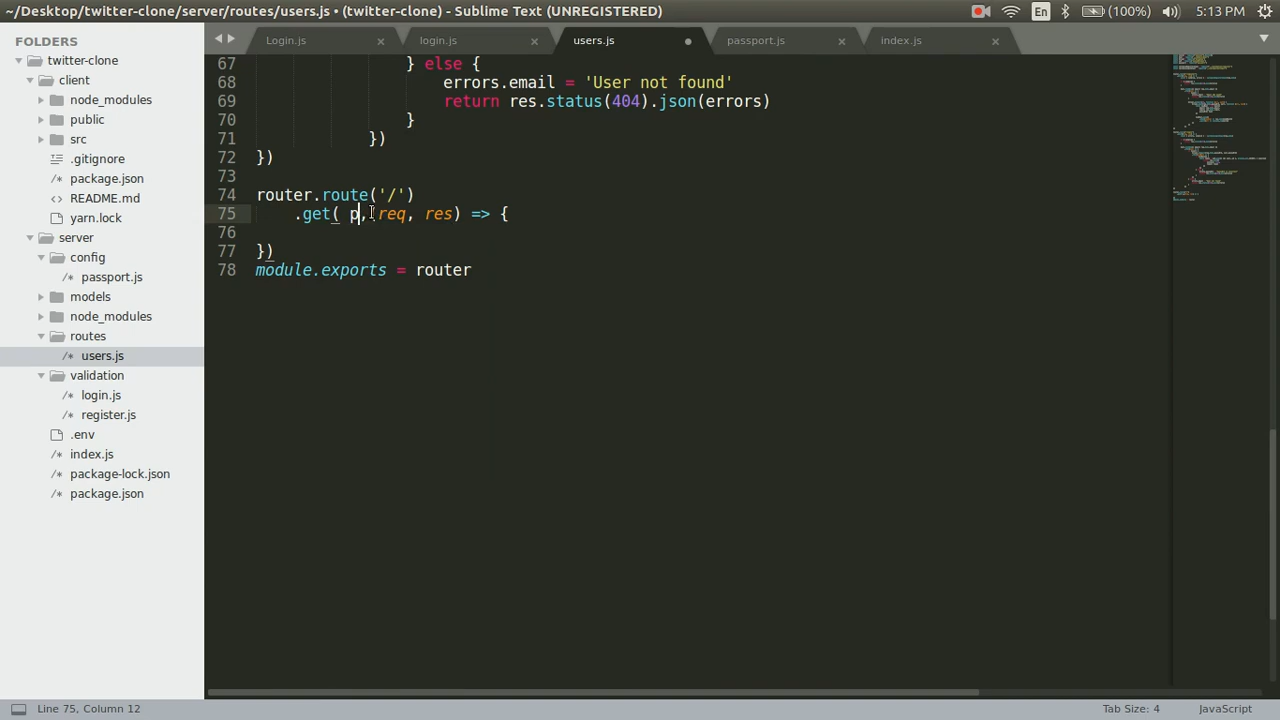 ~/Desktop/twitter-clone/server/routes/users.js • (twitter-clone) - Sublime Text (UNREGISTERED)
En
(100%)
5:13 PM
FOLDERS
twitter-clone
client
node_modules
public
src
.gitignore
package.json
README.md
yarn.lock
server
config
passport.js
models
node_modules
routes
users.js
validation
login.js
register.js
.env
index.js
package-lock.json
package.json
Login.js
login.js
users.js
passport.js
index.js
67 } else {
68 errors.email = 'User not found'
69 return res.status(404).json(errors)
70 }
71 })
72 })
73
74 router.route('/')
75 .get( p, req, res) => {
76
77 })
78 module.exports = router
Line 75, Column 12
Tab Size: 4
JavaScript